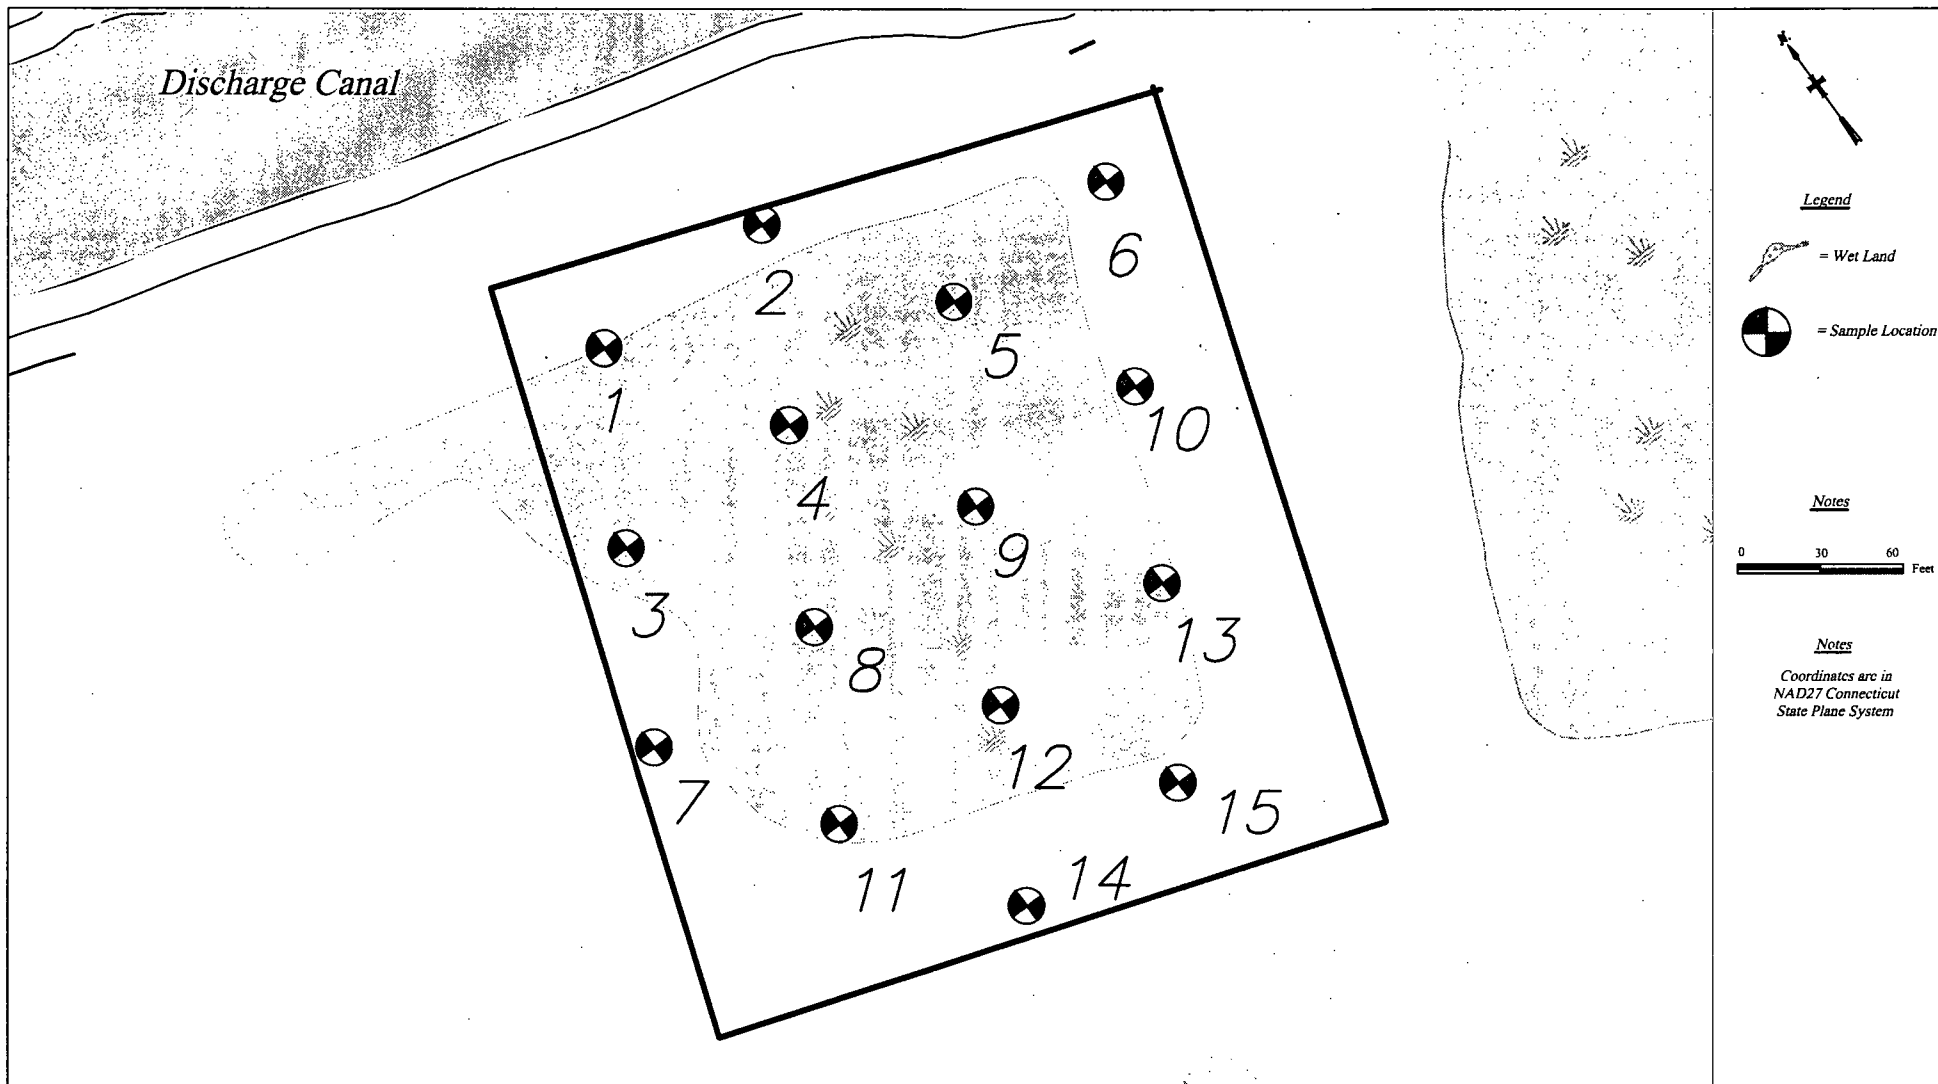 Discharge Canal
N.
Legend
= Wet Land
= Sample Location
Notes
0 30 60
Feet
Notes
Coordinates are in
NAD27 Connecticut
State Plane System
1
2
3
4
5
6
7
8
9
10
11
12
13
14
15